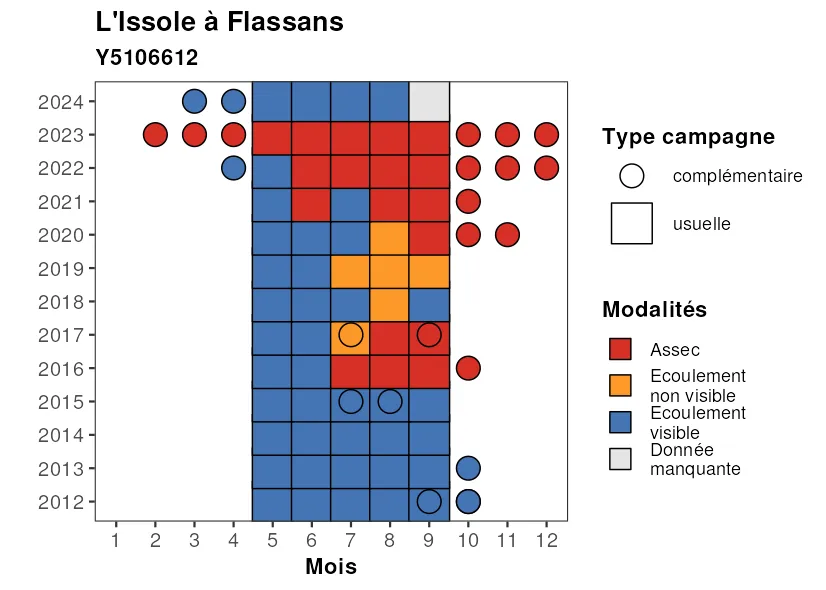 L'Issole à Flassans
Y5106612
2024
2023
2022
2021
2020
2019
2018
2017
2016
2015
2014
2013
2012
1 2 3 4 5 6 7 8 9 10 11 12
Mois
Type campagne
complémentaire
usuelle
Modalités
Assec
Ecoulement
non visible
Ecoulement
visible
Donnée
manquante